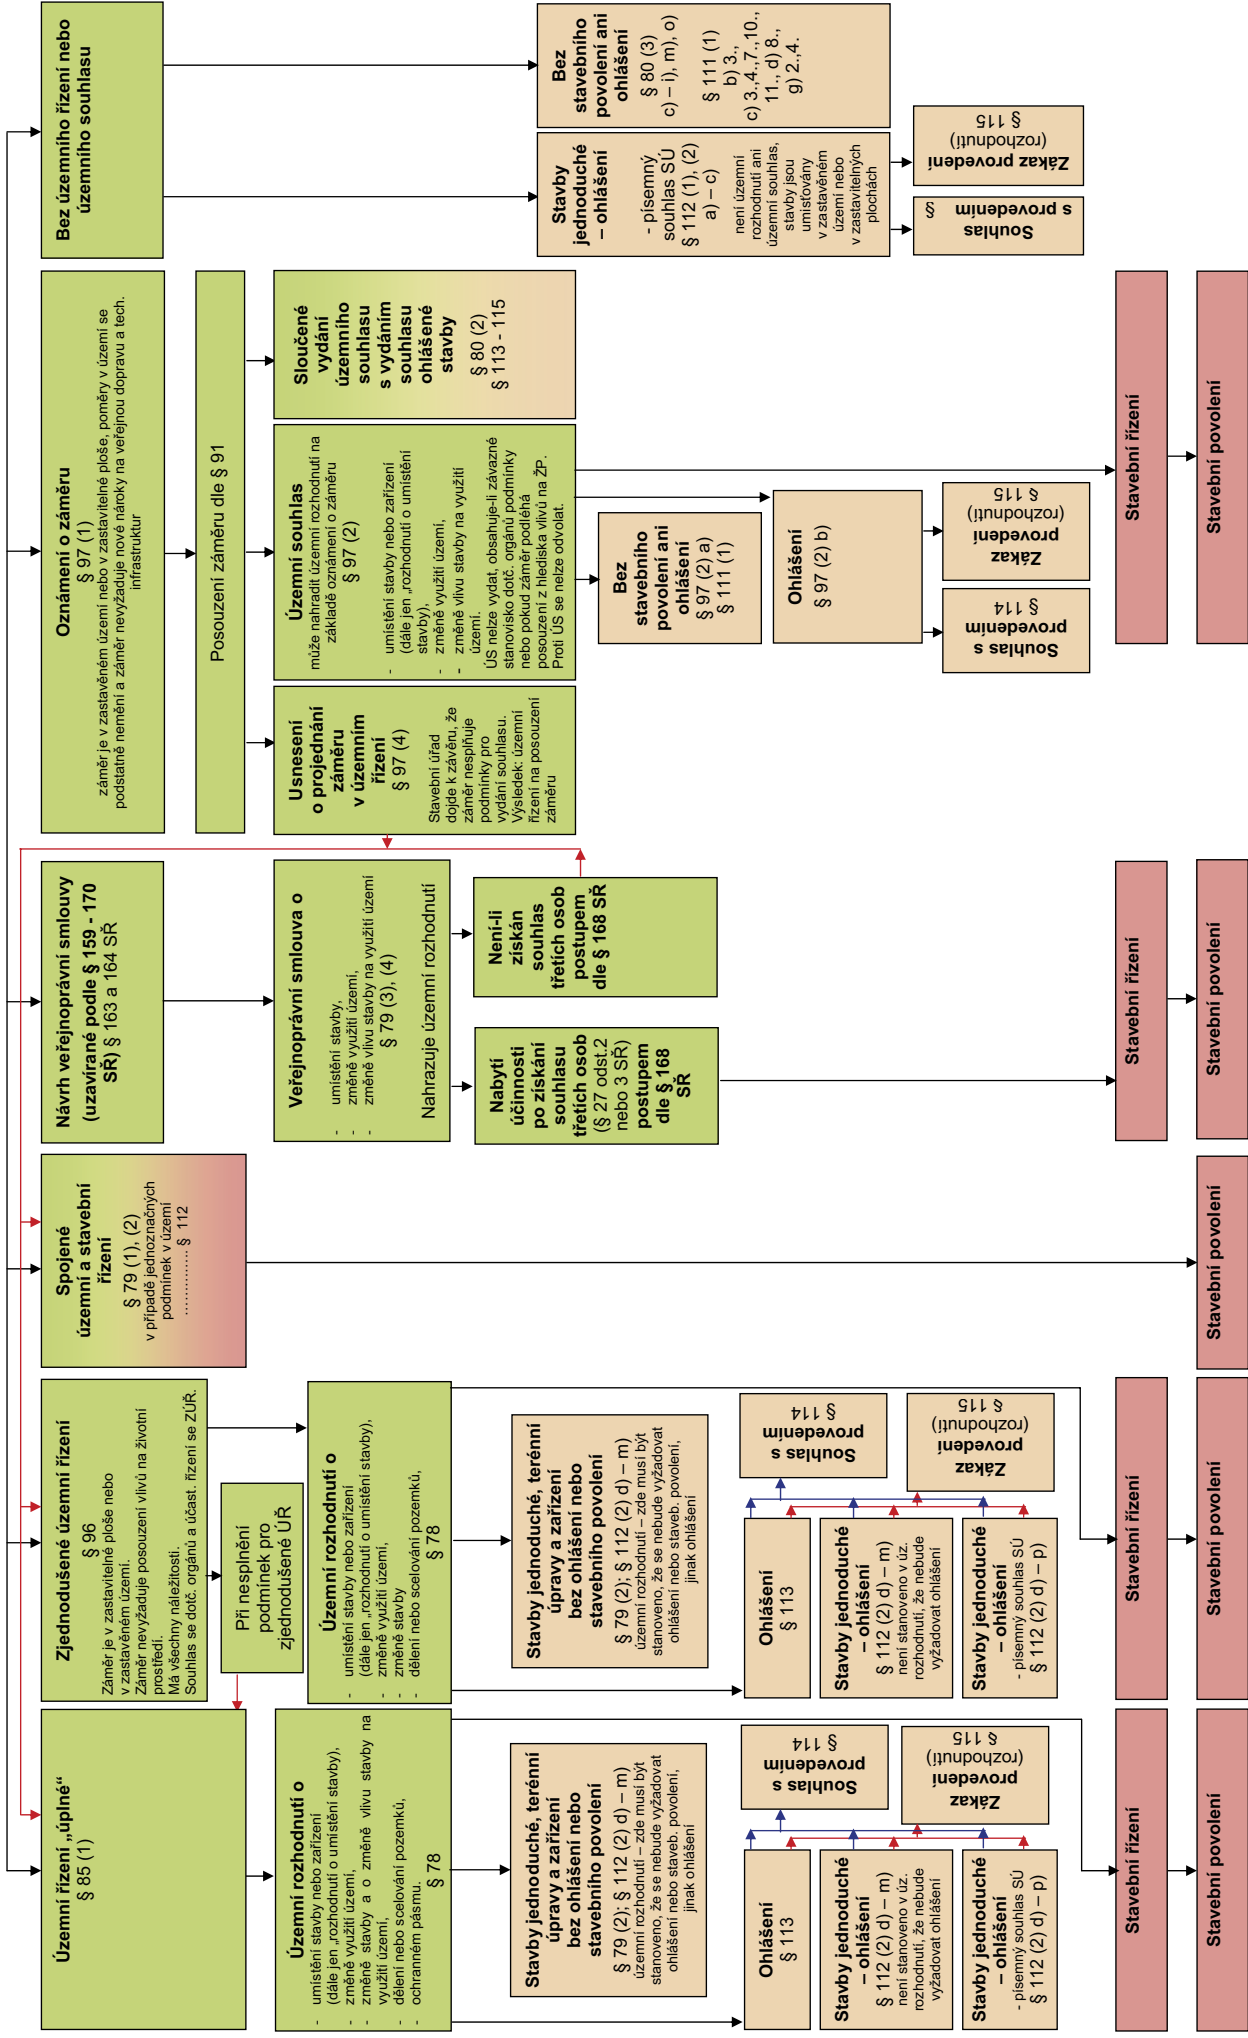 Územní řízení „úplné“
§ 85 (1)
Územní rozhodnutí o
- umístění stavby nebo zařízení
(dále jen „rozhodnutí o umístění stavby),
- změně využití území,
- změně stavby a o změně vlivu stavby na
využití území,
- dělení nebo scelování pozemků,
- ochranném pásmu.
§ 78
Stavby jednoduché, terénní
úpravy a zařízení
bez ohlášení nebo
stavebního povolení
§ 79 (2); § 112 (2) d) – m)
územní rozhodnutí – zde musí být
stanoveno, že se nebude vyžadovat
ohlášení nebo staveb. povolení,
jinak ohlášení
Ohlášení
§ 113
Stavby jednoduché
– ohlášení
§ 112 (2) d) – m)
není stanoveno v úz.
rozhodnutí, že nebude
vyžadovat ohlášení
Stavby jednoduché
– ohlášení
- písemný souhlas SÚ
§ 112 (2) d) – p)
Souhlas s
provedením
§ 114
Zákaz
provedení
(rozhodnutí)
§ 115
Stavební řízení
Stavební povolení
Zjednodušené územní řízení
§ 96
Záměr je v zastavitelné ploše nebo
v zastavěném území.
Záměr nevyžaduje posouzení vlivů na životní
prostředí.
Má všechny náležitosti.
Souhlas se dotč. orgánů a účast. řízení se ZÚŘ.
Při nesplnění
podmínek pro
zjednodušené ÚŘ
Územní rozhodnutí o
- umístění stavby nebo zařízení
(dále jen „rozhodnutí o umístění stavby),
- změně využití území,
- změně stavby
- dělení nebo scelování pozemků,
§ 78
Stavby jednoduché, terénní
úpravy a zařízení
bez ohlášení nebo
stavebního povolení
§ 79 (2); § 112 (2) d) – m)
územní rozhodnutí – zde musí být
stanoveno, že se nebude vyžadovat
ohlášení nebo staveb. povolení,
jinak ohlášení
Ohlášení
§ 113
Stavby jednoduché
– ohlášení
§ 112 (2) d) – m)
není stanoveno v úz.
rozhodnutí, že nebude
vyžadovat ohlášení
Stavby jednoduché
– ohlášení
- písemný souhlas SÚ
§ 112 (2) d) – p)
Souhlas s
provedením
§ 114
Zákaz
provedení
(rozhodnutí)
§ 115
Stavební řízení
Stavební povolení
Spojené
územní a stavební
řízení
§ 79 (1), (2)
v případě jednoznačných
podmínek v území
………… § 112
Stavební povolení
Návrh veřejnoprávní smlouvy
(uzavírané podle § 159 - 170
SŘ) § 163 a 164 SŘ
Veřejnoprávní smlouva o
- umístění stavby,
- změně využití území,
- změně vlivu stavby na využití území
§ 79 (3), (4)
Nahrazuje územní rozhodnutí
Nabytí
účinnosti
po získání
souhlasu
třetích osob
(§ 27 odst.2
nebo 3 SŘ)
postupem
dle § 168
SŘ
Není-li
získán
souhlas
třetích osob
postupem
dle § 168 SŘ
Stavební řízení
Stavební povolení
Oznámení o záměru
§ 97 (1)
záměr je v zastavěném území nebo v zastavitelné ploše, poměry v území se
podstatně nemění a záměr nevyžaduje nové nároky na veřejnou dopravu a tech.
infrastruktur
Posouzení záměru dle § 91
Usnesení
o projednání
záměru
v územním
řízení
§ 97 (4)
Stavební úřad
dojde k závěru, že
záměr nesplňuje
podmínky pro
vydání souhlasu.
Výsledek: územní
řízení na posouzení
záměru
Územní souhlas
může nahradit územní rozhodnutí na
základě oznámení o záměru
§ 97 (2)
- umístění stavby nebo zařízení
(dále jen „rozhodnutí o umístění
stavby),
- změně využití území,
- změně vlivu stavby na využití
území.
ÚS nelze vydat, obsahuje-li závazné
stanovisko dotč. orgánů podmínky
nebo pokud záměr podléhá
posouzení z hlediska vlivů na ŽP.
Proti ÚS se nelze odvolat.
Sloučené
vydání
územního
souhlasu
s vydáním
souhlasu
ohlášené
stavby
§ 80 (2)
§ 113 - 115
Bez
stavebního
povolení ani
ohlášení
§ 97 (2) a)
§ 111 (1)
Ohlášení
§ 97 (2) b)
Souhlas s
provedením
§ 114
Zákaz
provedení
(rozhodnutí)
§ 115
Stavební řízení
Stavební povolení
Bez územního řízení nebo
územního souhlasu
Stavby
jednoduché
– ohlášení
- písemný
souhlas SÚ
§ 112 (1), (2)
a) – c)
není územní
rozhodnutí ani
územní souhlas,
stavby jsou
umisťovány
v zastavěném
území nebo
v zastavitelných
plochách
Bez
stavebního
povolení ani
ohlášení
§ 80 (3)
c) – i), m), o)
§ 111 (1)
b) 3.,
c) 3.,4.,7.,10.,
11., d) 8.,
g) 2.,4.
Souhlas
s provedením
§
Zákaz provedení
(rozhodnutí)
§ 115